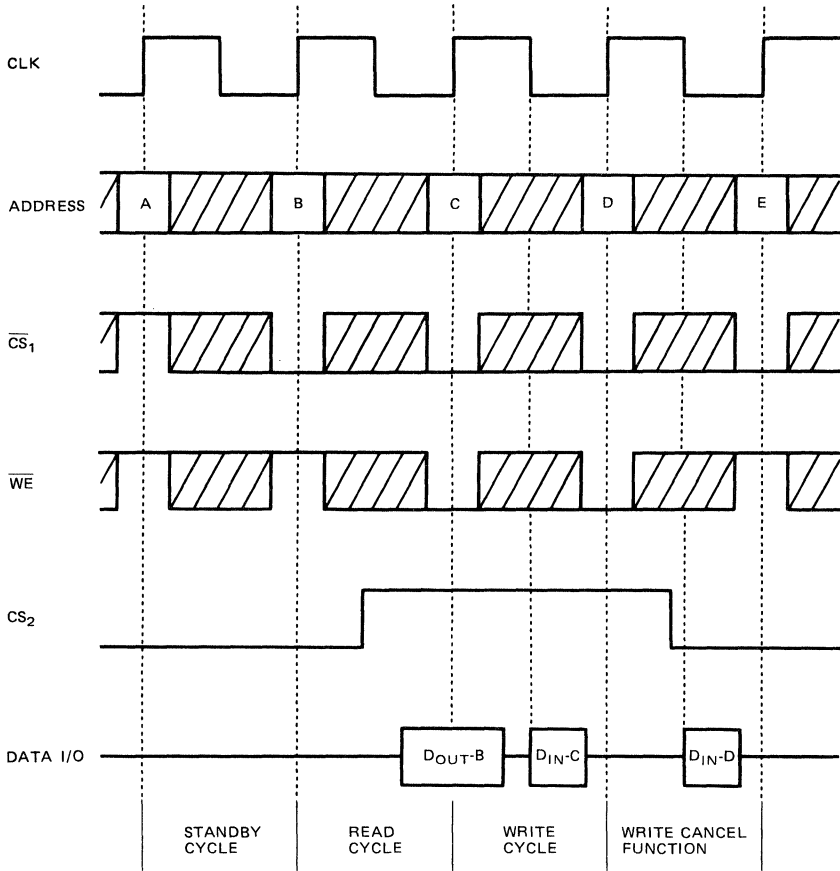 CLK
ADDRESS
A
B
C
D
E
CS1
WE
CS2
DATA I/O
DOUT-B
DIN-C
DIN-D
STANDBY
CYCLE
READ
CYCLE
WRITE
CYCLE
WRITE CANCEL
FUNCTION